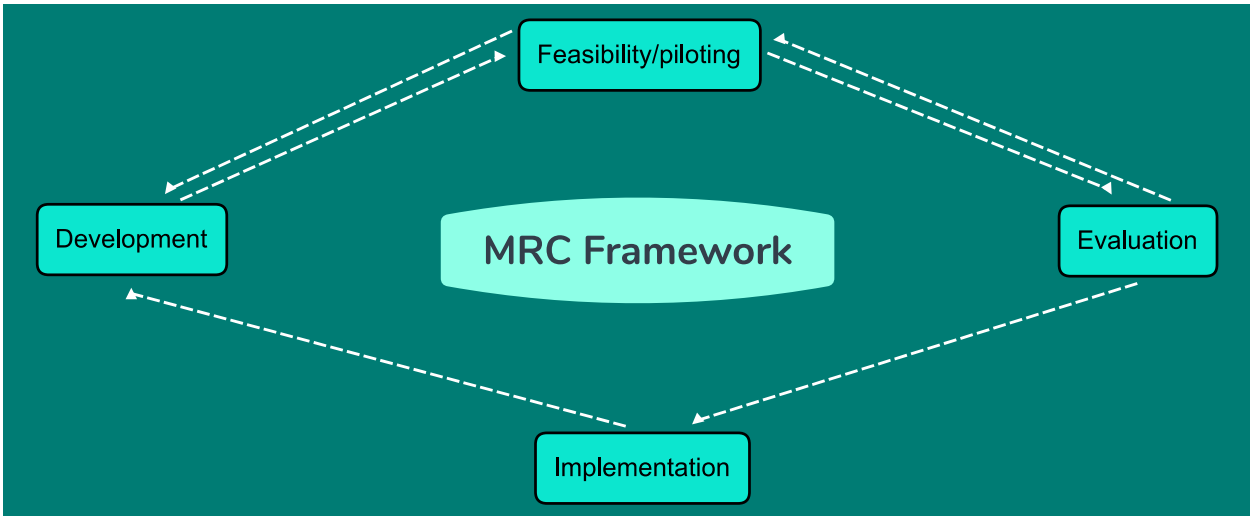 Feasibility/piloting
Development
MRC Framework
Evaluation
Implementation